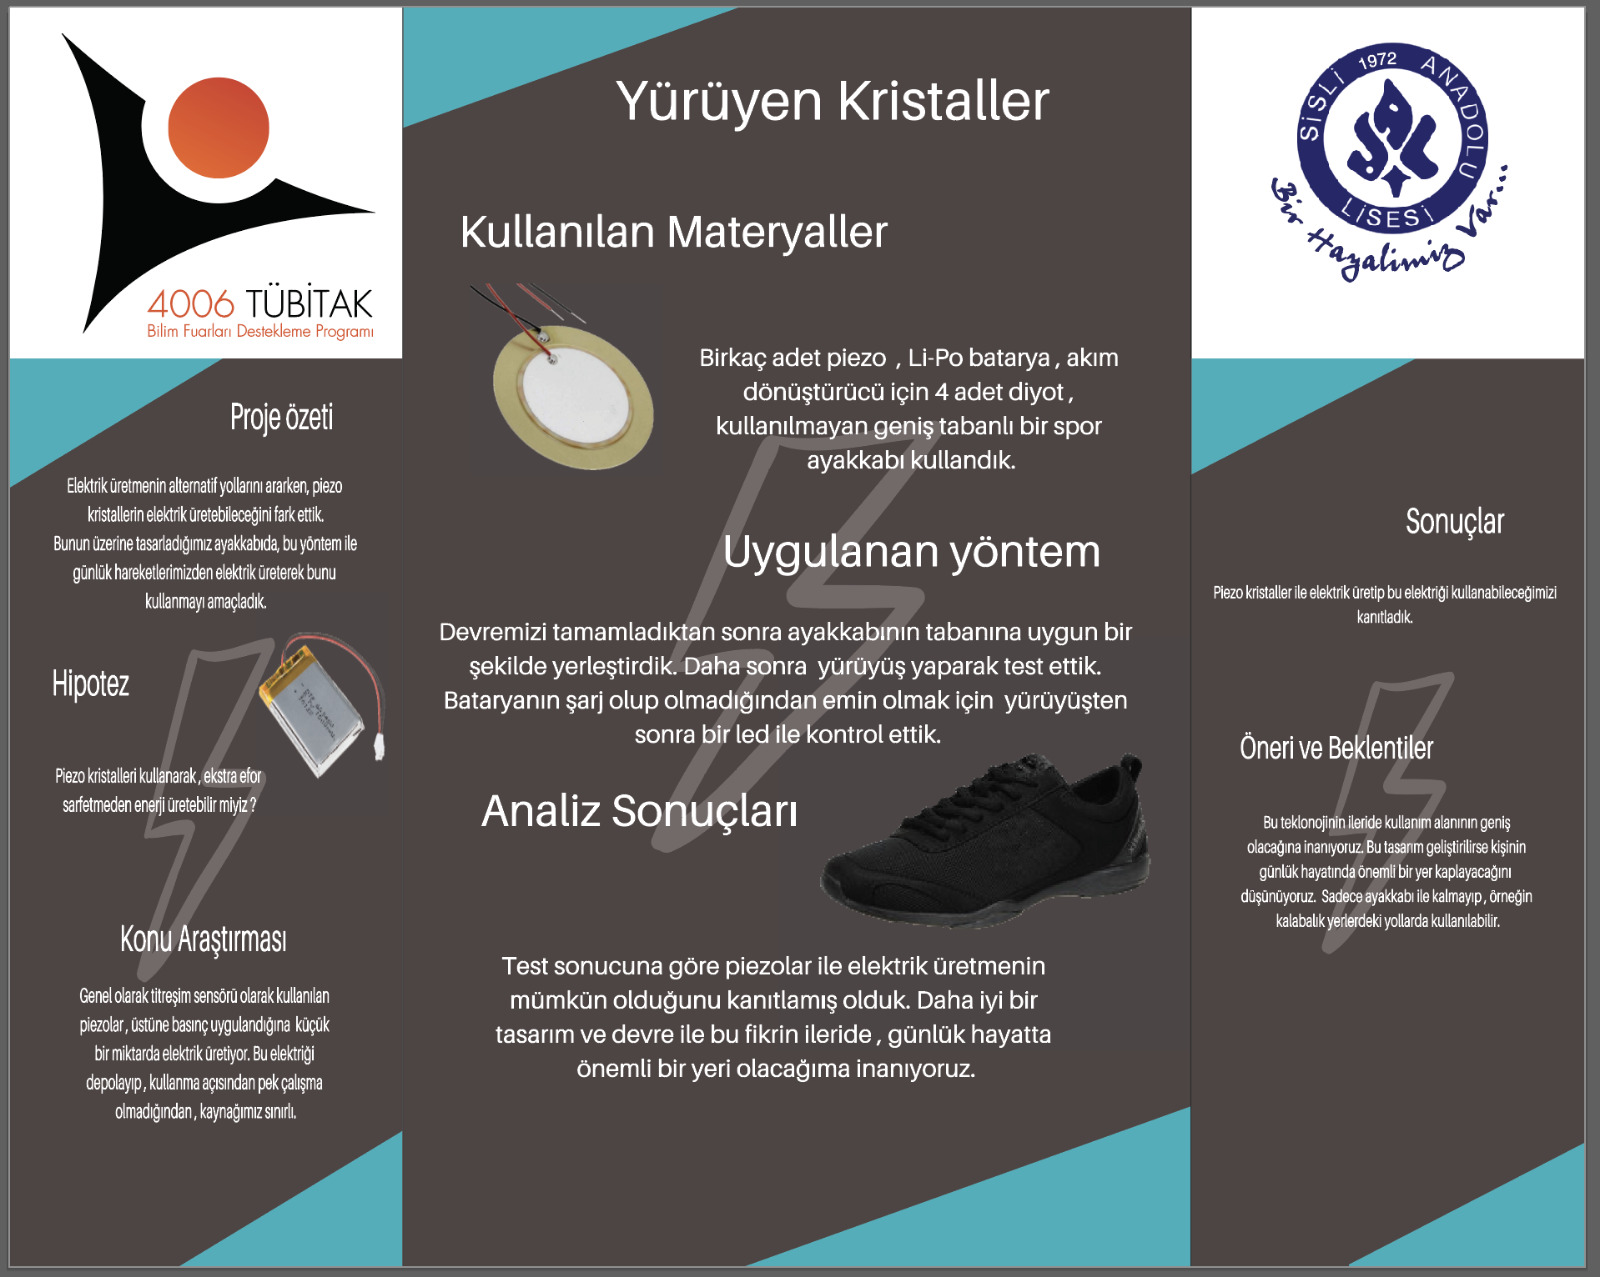 4006 TÜBİTAK
Bilim Fuarları Destekleme Programı
Proje özeti
Elektrik üretmenin alternatif yollarını ararken, piezo
kristallerin elektrik üretebileceğini fark ettik.
Bunun üzerine tasarladığımız ayakkabıda, bu yöntem ile
günlük hareketlerimizden elektrik üreterek bunu
kullanmayı amaçladık.
Hipotez
Piezo kristalleri kullanarak , ekstra efor
sarfetmeden enerji üretebilir miyiz ?
Konu Araştırması
Genel olarak titreşim sensörü olarak kullanılan
piezolar , üstüne basınç uygulandığına küçük
bir miktarda elektrik üretiyor. Bu elektriği
depolayıp , kullanma açısından pek çalışma
olmadığından , kaynağımız sınırlı.
Yürüyen Kristaller
Kullanılan Materyaller
Birkaç adet piezo , Li-Po batarya , akım
dönüştürücü için 4 adet diyot ,
kullanılmayan geniş tabanlı bir spor
ayakkabı kullandık.
Uygulanan yöntem
Devremizi tamamladıktan sonra ayakkabının tabanına uygun bir
şekilde yerleştirdik. Daha sonra yürüyüş yaparak test ettik.
Bataryanın şarj olup olmadığından emin olmak için yürüyüşten
sonra bir led ile kontrol ettik.
Analiz Sonuçları
Test sonucuna göre piezolar ile elektrik üretmenin
mümkün olduğunu kanıtlamış olduk. Daha iyi bir
tasarım ve devre ile bu fikrin ileride , günlük hayatta
önemli bir yeri olacağıma inanıyoruz.
ŞİŞLİ 1972 ANADOLU
LİSESİ
Bir Hayalimiz Var...
Sonuçlar
Piezo kristaller ile elektrik üretip bu elektriği kullanabileceğimizi
kanıtladık.
Öneri ve Beklentiler
Bu teklonojinin ileride kullanım alanının geniş
olacağına inanıyoruz. Bu tasarım geliştirilirse kişinin
günlük hayatında önemli bir yer kaplayacağını
düşünüyoruz. Sadece ayakkabı ile kalmayıp , örneğin
kalabalık yerlerdeki yollarda kullanılabilir.